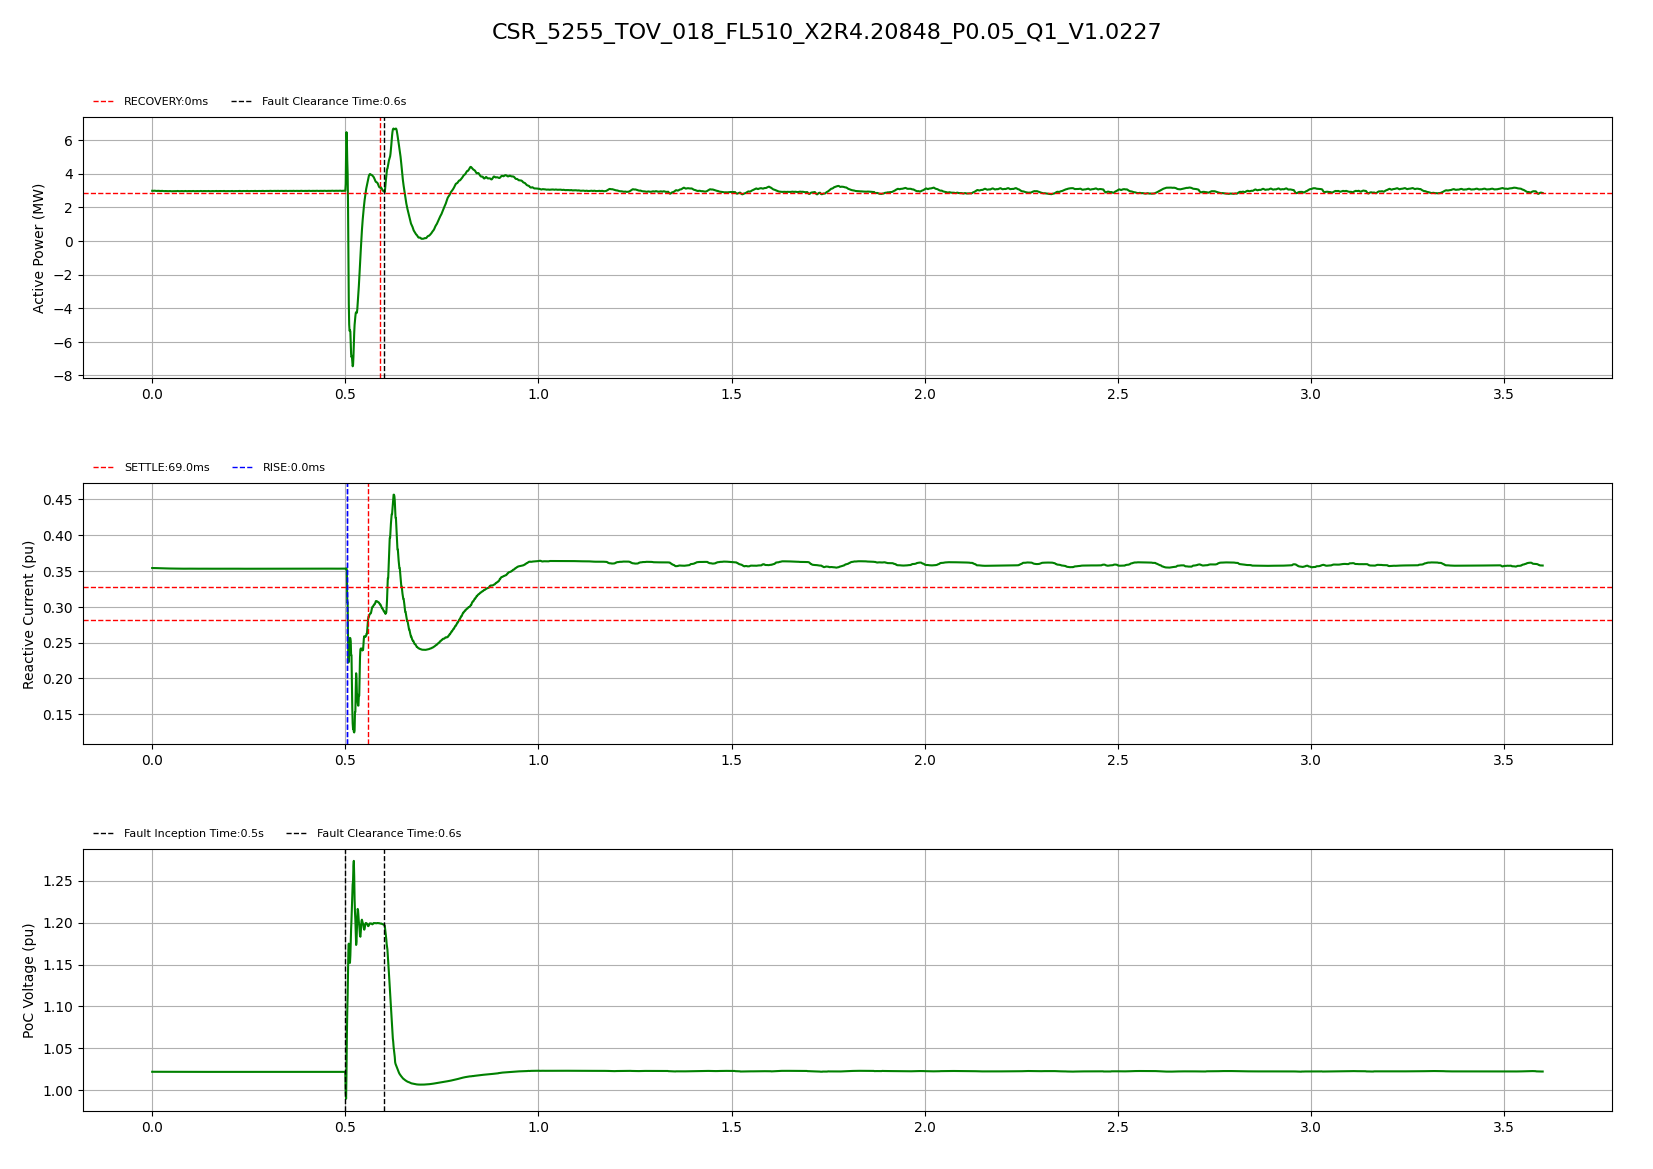 CSR_5255_TOV_018_FL510_X2R4.20848_P0.05_Q1_V1.0227
RECOVERY:0ms Fault Clearance Time:0.6s
Active Power (MW)
6
4
2
0
−2
−4
−6
−8
0.0 0.5 1.0 1.5 2.0 2.5 3.0 3.5
SETTLE:69.0ms RISE:0.0ms
Reactive Current (pu)
0.45
0.40
0.35
0.30
0.25
0.20
0.15
0.0 0.5 1.0 1.5 2.0 2.5 3.0 3.5
Fault Inception Time:0.5s Fault Clearance Time:0.6s
PoC Voltage (pu)
1.25
1.20
1.15
1.10
1.05
1.00
0.0 0.5 1.0 1.5 2.0 2.5 3.0 3.5